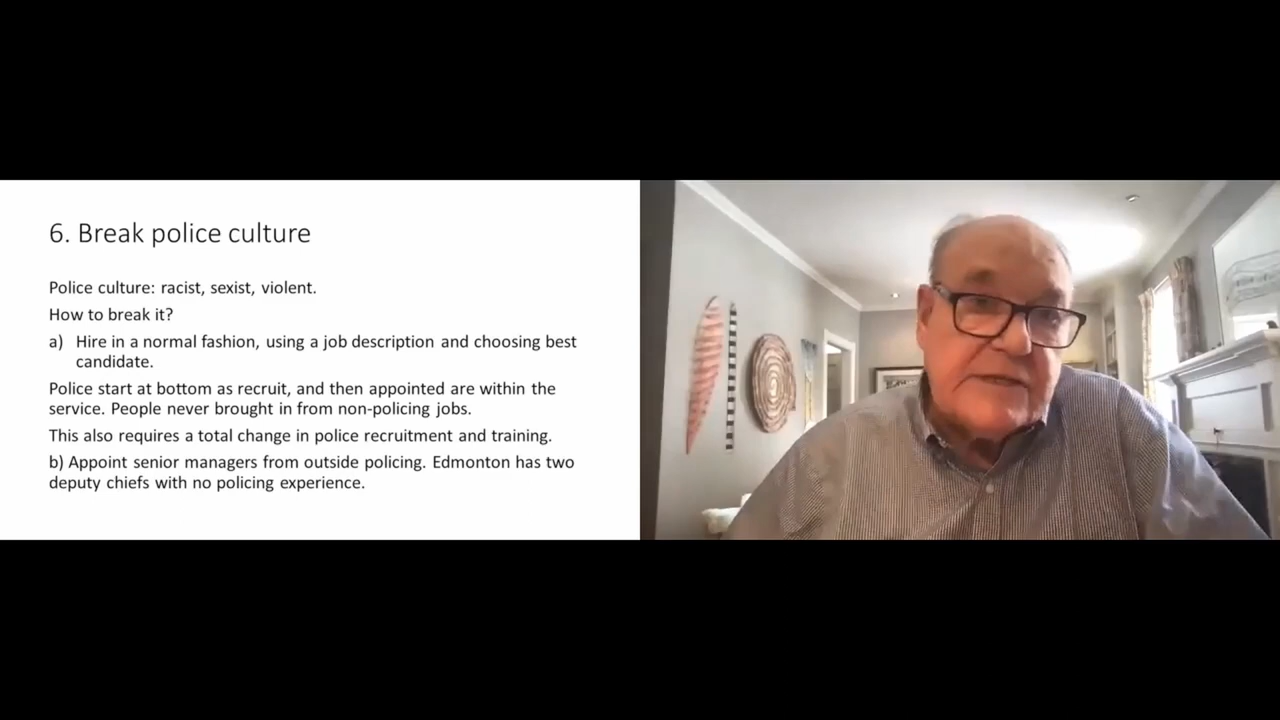 6. Break police culture
Police culture: racist, sexist, violent.
How to break it?
a) Hire in a normal fashion, using a job description and choosing best
candidate.
Police start at bottom as recruit, and then appointed are within the
service. People never brought in from non-policing jobs.
This also requires a total change in police recruitment and training.
b) Appoint senior managers from outside policing. Edmonton has two
deputy chiefs with no policing experience.